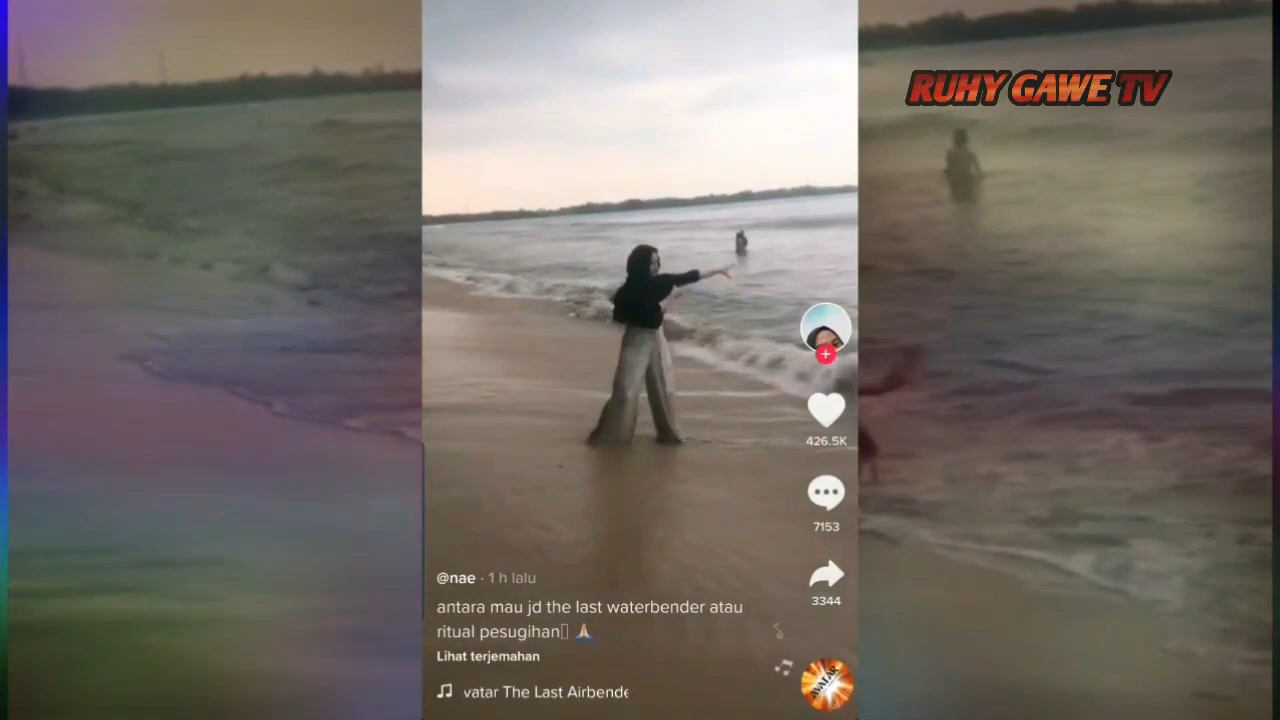 RUHY GAWE TV
426.5K
7153
3344
@nae · 1 h lalu
antara mau jd the last waterbender atau
ritual pesugihan 🙏
Lihat terjemahan
vatar The Last Airbende
AVATAR